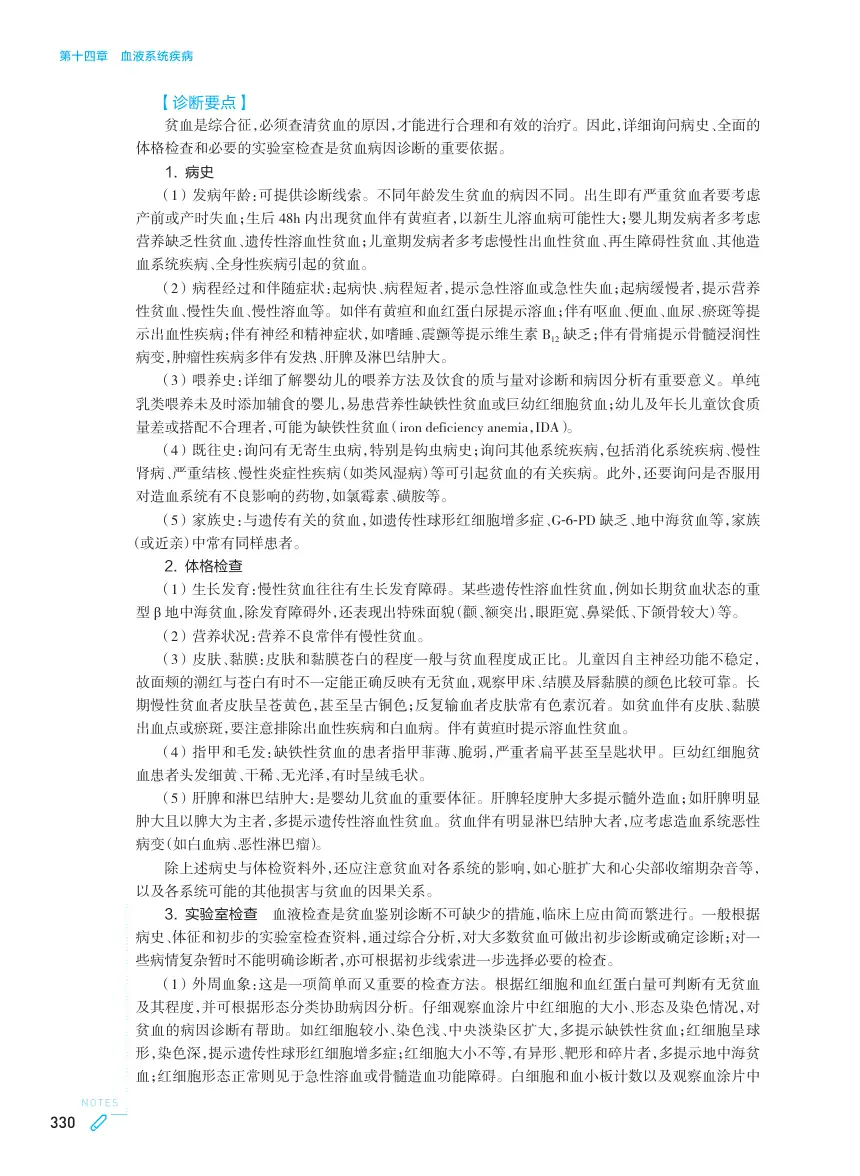 第十四章 血液系统疾病
【诊断要点】
贫血是综合征,必须查清贫血的原因,才能进行合理和有效的治疗。因此,详细询问病史、全面的
体格检查和必要的实验室检查是贫血病因诊断的重要依据。
1. 病史
（1）发病年龄:可提供诊断线索。不同年龄发生贫血的病因不同。出生即有严重贫血者要考虑
产前或产时失血;生后 48h 内出现贫血伴有黄疸者,以新生儿溶血病可能性大;婴儿期发病者多考虑
营养缺乏性贫血、遗传性溶血性贫血;儿童期发病者多考虑慢性出血性贫血、再生障碍性贫血、其他造
血系统疾病、全身性疾病引起的贫血。
（2）病程经过和伴随症状:起病快、病程短者,提示急性溶血或急性失血;起病缓慢者,提示营养
性贫血、慢性失血、慢性溶血等。如伴有黄疸和血红蛋白尿提示溶血;伴有呕血、便血、血尿、瘀斑等提
示出血性疾病;伴有神经和精神症状,如嗜睡、震颤等提示维生素 B12 缺乏;伴有骨痛提示骨髓浸润性
病变,肿瘤性疾病多伴有发热、肝脾及淋巴结肿大。
（3）喂养史:详细了解婴幼儿的喂养方法及饮食的质与量对诊断和病因分析有重要意义。单纯
乳类喂养未及时添加辅食的婴儿,易患营养性缺铁性贫血或巨幼红细胞贫血;幼儿及年长儿童饮食质
量差或搭配不合理者,可能为缺铁性贫血（iron deficiency anemia,IDA）。
（4）既往史:询问有无寄生虫病,特别是钩虫病史;询问其他系统疾病,包括消化系统疾病、慢性
肾病、严重结核、慢性炎症性疾病（如类风湿病）等可引起贫血的有关疾病。此外,还要询问是否服用
对造血系统有不良影响的药物,如氯霉素、磺胺等。
（5）家族史:与遗传有关的贫血,如遗传性球形红细胞增多症、G-6-PD 缺乏、地中海贫血等,家族
（或近亲）中常有同样患者。
2. 体格检查
（1）生长发育:慢性贫血往往有生长发育障碍。某些遗传性溶血性贫血,例如长期贫血状态的重
型 β 地中海贫血,除发育障碍外,还表现出特殊面貌（颧、额突出,眼距宽、鼻梁低、下颌骨较大）等。
（2）营养状况:营养不良常伴有慢性贫血。
（3）皮肤、黏膜:皮肤和黏膜苍白的程度一般与贫血程度成正比。儿童因自主神经功能不稳定,
故面颊的潮红与苍白有时不一定能正确反映有无贫血,观察甲床、结膜及唇黏膜的颜色比较可靠。长
期慢性贫血者皮肤呈苍黄色,甚至呈古铜色;反复输血者皮肤常有色素沉着。如贫血伴有皮肤、黏膜
出血点或瘀斑,要注意排除出血性疾病和白血病。伴有黄疸时提示溶血性贫血。
（4）指甲和毛发:缺铁性贫血的患者指甲菲薄、脆弱,严重者扁平甚至呈匙状甲。巨幼红细胞贫
血患者头发细黄、干稀、无光泽,有时呈绒毛状。
（5）肝脾和淋巴结肿大:是婴幼儿贫血的重要体征。肝脾轻度肿大多提示髓外造血;如肝脾明显
肿大且以脾大为主者,多提示遗传性溶血性贫血。贫血伴有明显淋巴结肿大者,应考虑造血系统恶性
病变（如白血病、恶性淋巴瘤）。
除上述病史与体检资料外,还应注意贫血对各系统的影响,如心脏扩大和心尖部收缩期杂音等,
以及各系统可能的其他损害与贫血的因果关系。
3. 实验室检查 血液检查是贫血鉴别诊断不可缺少的措施,临床上应由简而繁进行。一般根据
病史、体征和初步的实验室检查资料,通过综合分析,对大多数贫血可做出初步诊断或确定诊断;对一
些病情复杂暂时不能明确诊断者,亦可根据初步线索进一步选择必要的检查。
（1）外周血象:这是一项简单而又重要的检查方法。根据红细胞和血红蛋白量可判断有无贫血
及其程度,并可根据形态分类协助病因分析。仔细观察血涂片中红细胞的大小、形态及染色情况,对
贫血的病因诊断有帮助。如红细胞较小、染色浅、中央淡染区扩大,多提示缺铁性贫血;红细胞呈球
形,染色深,提示遗传性球形红细胞增多症;红细胞大小不等,有异形、靶形和碎片者,多提示地中海贫
血;红细胞形态正常则见于急性溶血或骨髓造血功能障碍。白细胞和血小板计数以及观察血涂片中
NOTES
330